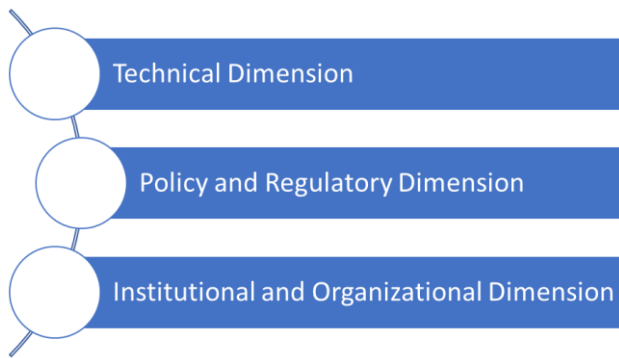 Technical Dimension
Policy and Regulatory Dimension
Institutional and Organizational Dimension